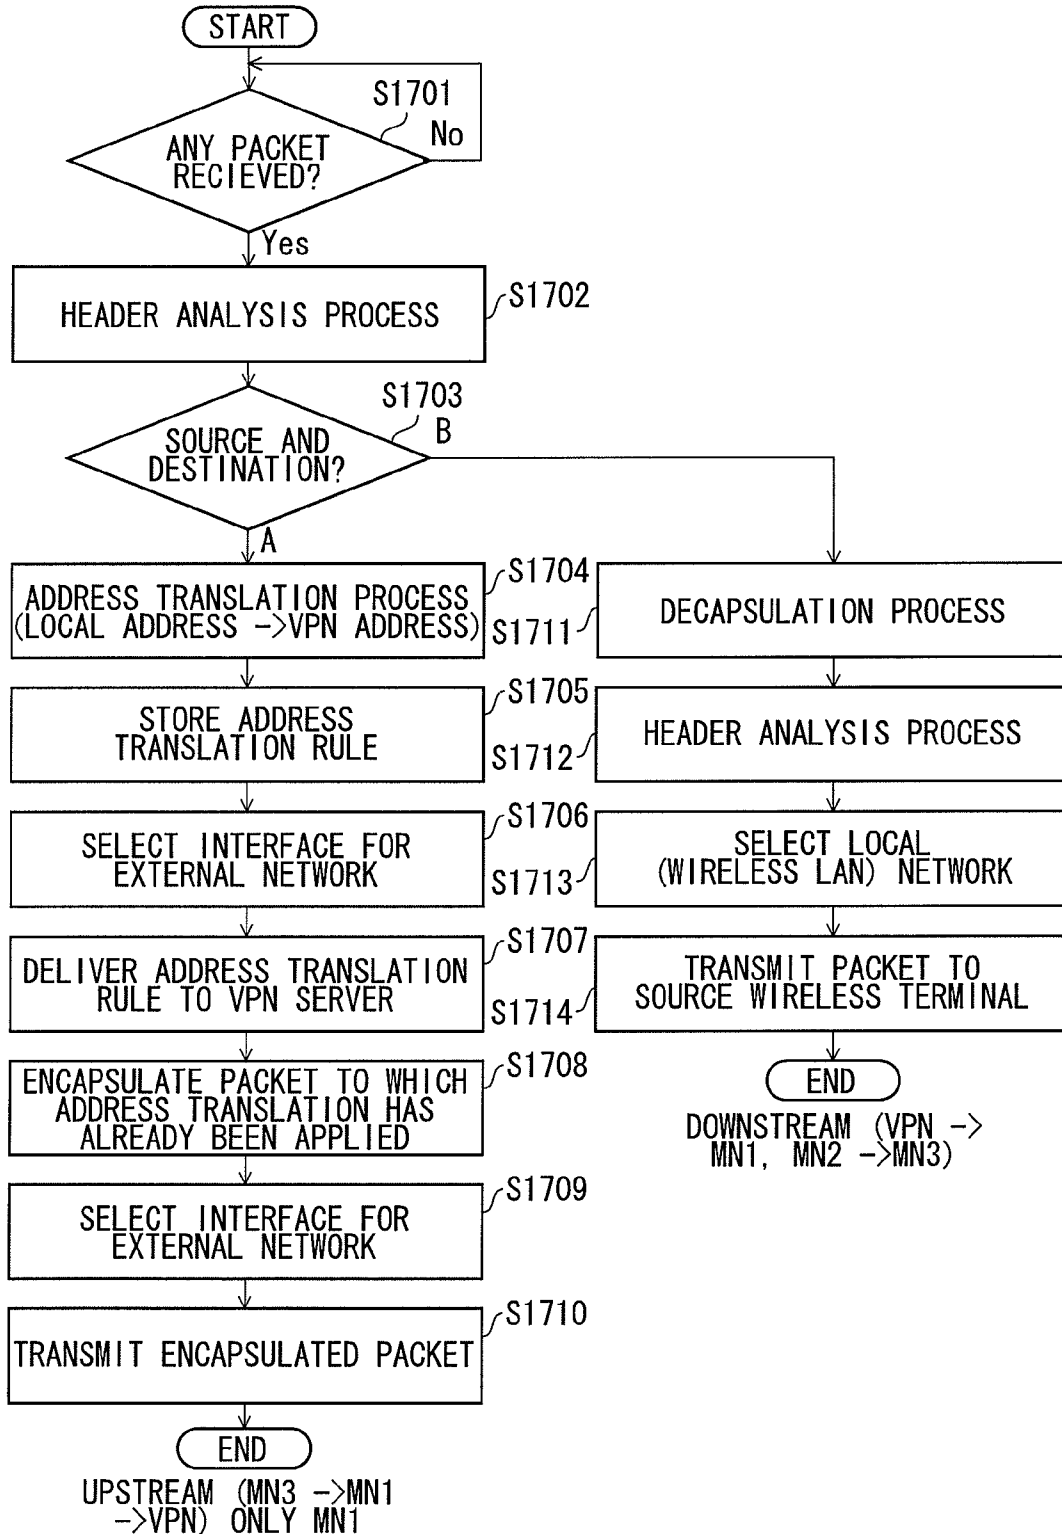 START
S1701
No
ANY PACKET
RECIEVED?
Yes
HEADER ANALYSIS PROCESS
S1702
S1703
B
SOURCE AND
DESTINATION?
A
S1704
ADDRESS TRANSLATION PROCESS
(LOCAL ADDRESS ->VPN ADDRESS)
S1705
STORE ADDRESS
TRANSLATION RULE
S1706
SELECT INTERFACE FOR
EXTERNAL NETWORK
S1707
DELIVER ADDRESS TRANSLATION
RULE TO VPN SERVER
S1708
ENCAPSULATE PACKET TO WHICH
ADDRESS TRANSLATION HAS
ALREADY BEEN APPLIED
S1709
SELECT INTERFACE FOR
EXTERNAL NETWORK
S1710
TRANSMIT ENCAPSULATED PACKET
END
UPSTREAM (MN3 ->MN1
->VPN) ONLY MN1
S1711
DECAPSULATION PROCESS
S1712
HEADER ANALYSIS PROCESS
S1713
SELECT LOCAL
(WIRELESS LAN) NETWORK
S1714
TRANSMIT PACKET TO
SOURCE WIRELESS TERMINAL
END
DOWNSTREAM (VPN ->
MN1, MN2 ->MN3)